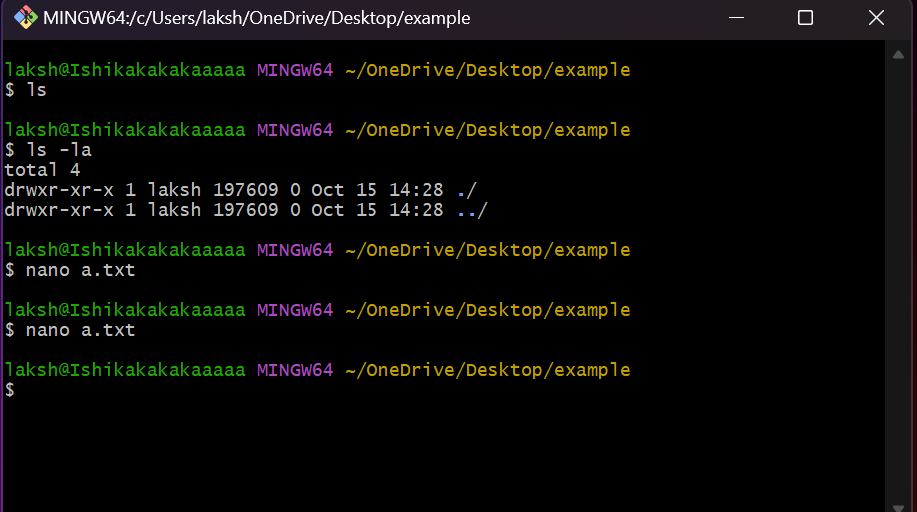 MINGW64:/c/Users/laksh/OneDrive/Desktop/example
laksh@Ishikakakakaaaaa MINGW64 ~/OneDrive/Desktop/example
$ ls
laksh@Ishikakakakaaaaa MINGW64 ~/OneDrive/Desktop/example
$ ls -la
total 4
drwxr-xr-x 1 laksh 197609 0 Oct 15 14:28 ./
drwxr-xr-x 1 laksh 197609 0 Oct 15 14:28 ../
laksh@Ishikakakakaaaaa MINGW64 ~/OneDrive/Desktop/example
$ nano a.txt
laksh@Ishikakakakaaaaa MINGW64 ~/OneDrive/Desktop/example
$ nano a.txt
laksh@Ishikakakakaaaaa MINGW64 ~/OneDrive/Desktop/example
$